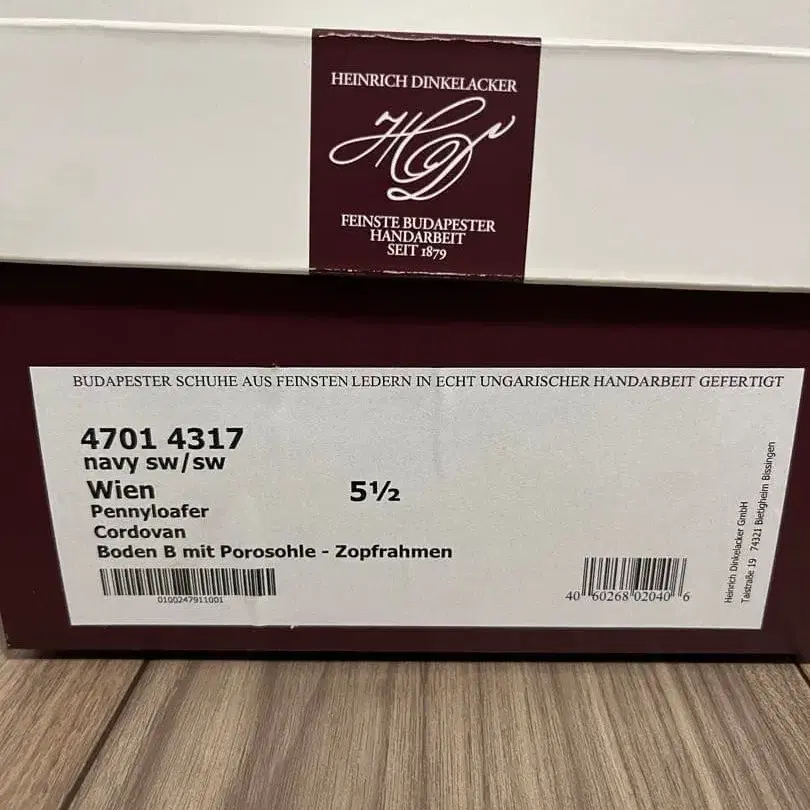 HEINRICH DINKELACKER
HD
FEINSTE BUDAPESTER
HANDARBEIT
SEIT 1879
BUDAPESTER SCHUHE AUS FEINSTEN LEDERN IN ECHT UNGARISCHER HANDARBEIT GEFERTIGT
4701 4317
navy sw/sw
Wien 5½
Pennyloafer
Cordovan
Boden B mit Porosohle - Zopfrahmen
0100247911001
40 60268 02040 6
Heinrich Dinkelacker GmbH
Talstraße 19 74321 Bietigheim Bissingen